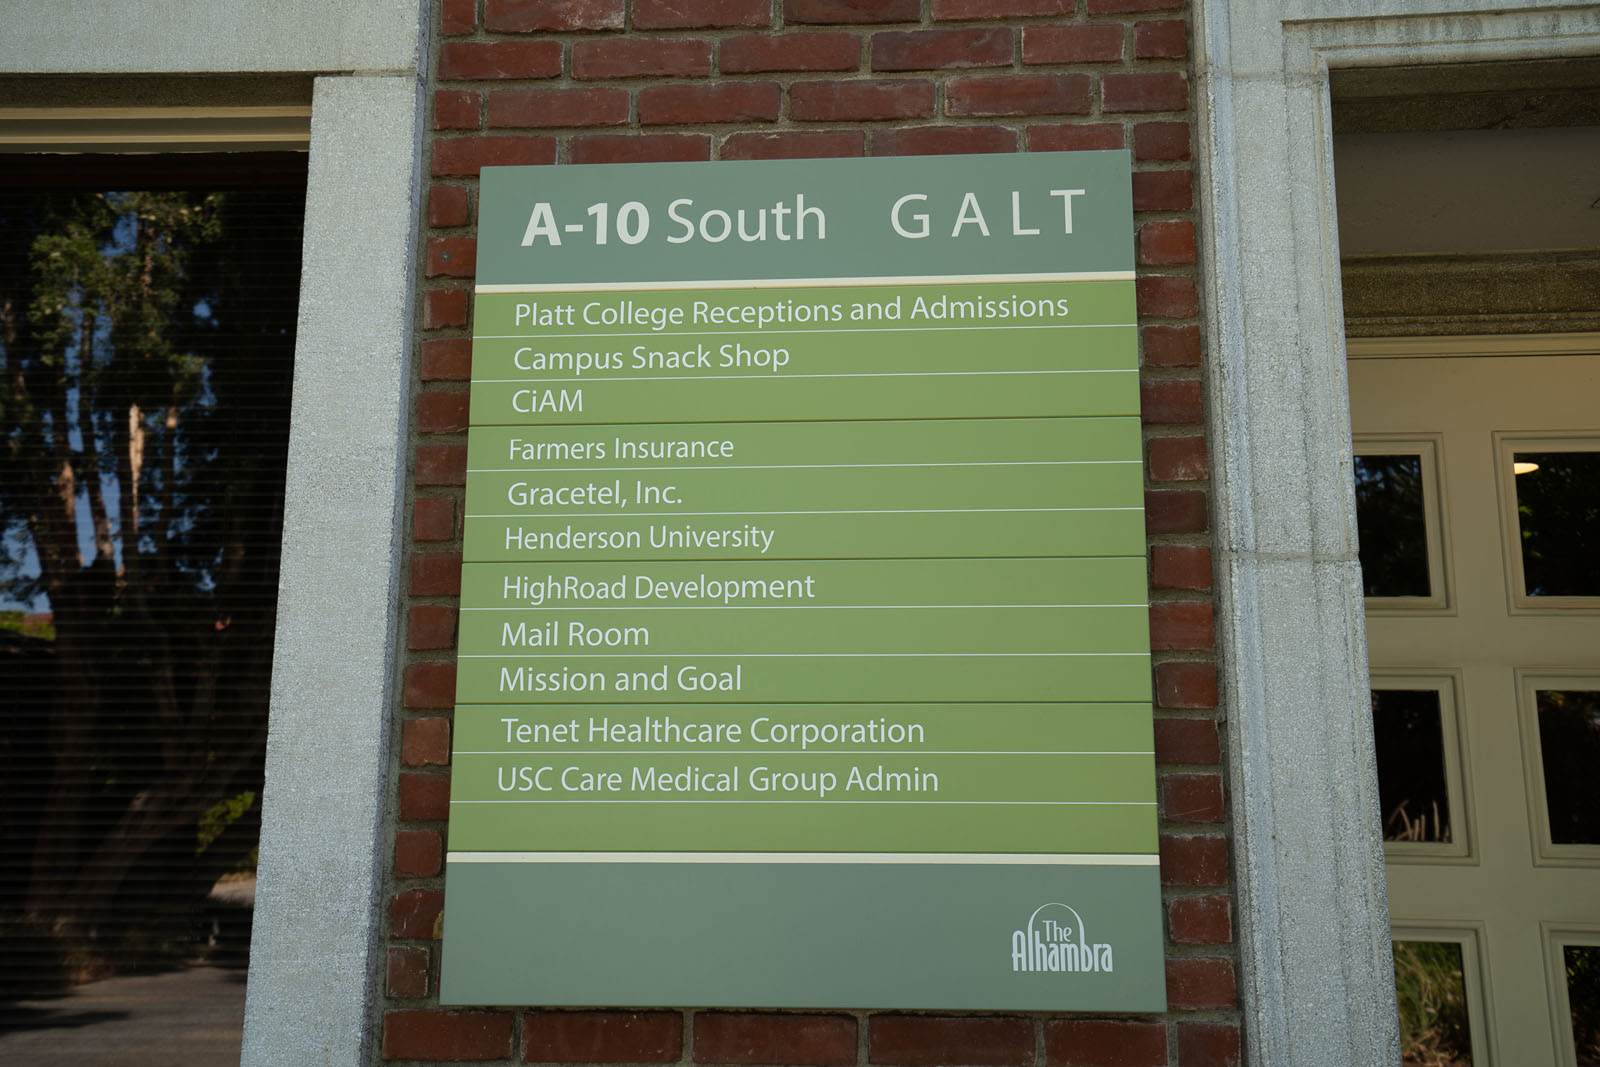 A-10 South GALT
Platt College Receptions and Admissions
Campus Snack Shop
CiAM
Farmers Insurance
Gracetel, Inc.
Henderson University
HighRoad Development
Mail Room
Mission and Goal
Tenet Healthcare Corporation
USC Care Medical Group Admin
The
Alhambra